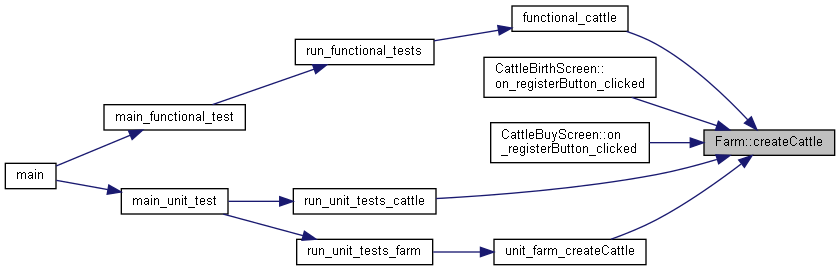 functional_cattle
run_functional_tests
CattleBirthScreen::
on_registerButton_clicked
main_functional_test
CattleBuyScreen::on
_registerButton_clicked
Farm::createCattle
main
main_unit_test
run_unit_tests_cattle
run_unit_tests_farm
unit_farm_createCattle